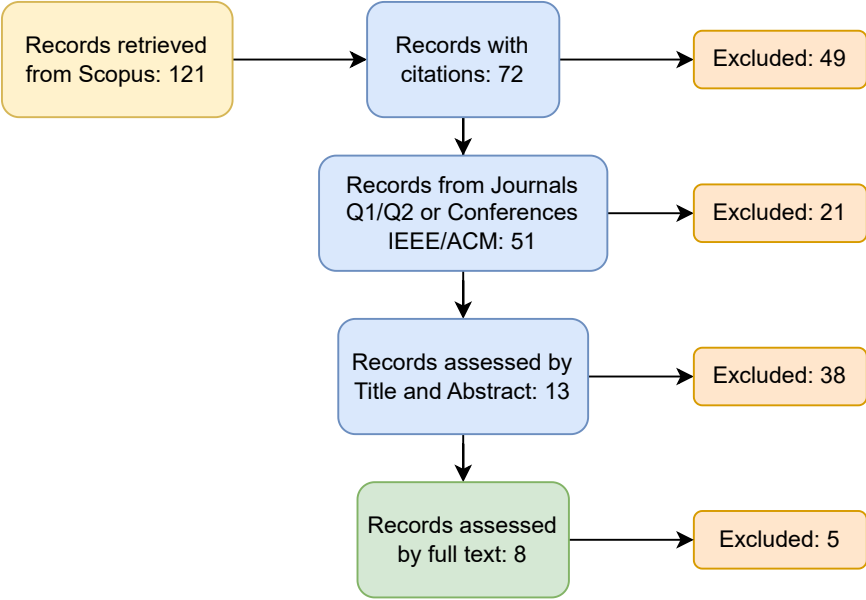 Records retrieved
from Scopus: 121
Records with
citations: 72
Excluded: 49
Records from Journals
Q1/Q2 or Conferences
IEEE/ACM: 51
Excluded: 21
Records assessed by
Title and Abstract: 13
Excluded: 38
Records assessed
by full text: 8
Excluded: 5